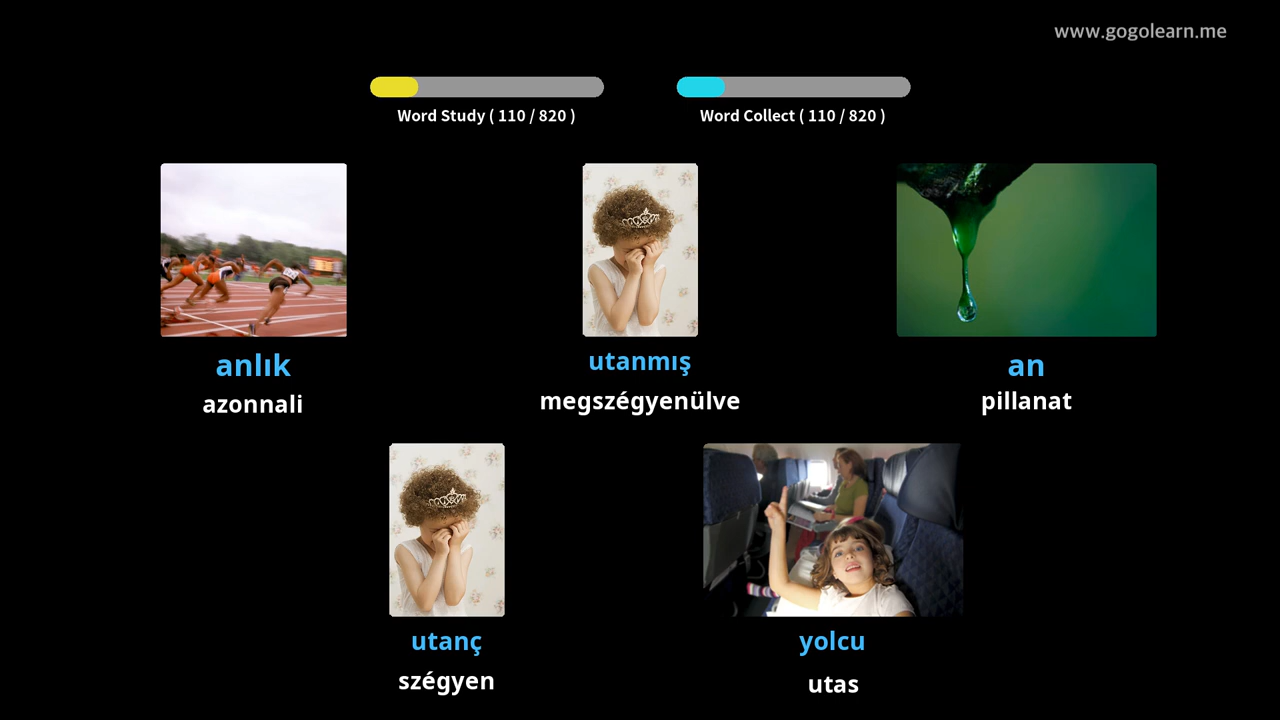 www.gogolearn.me
Word Study ( 110 / 820 )
Word Collect ( 110 / 820 )
anlık
azonnali
utanmış
megszégyenülve
an
pillanat
utanç
szégyen
yolcu
utas